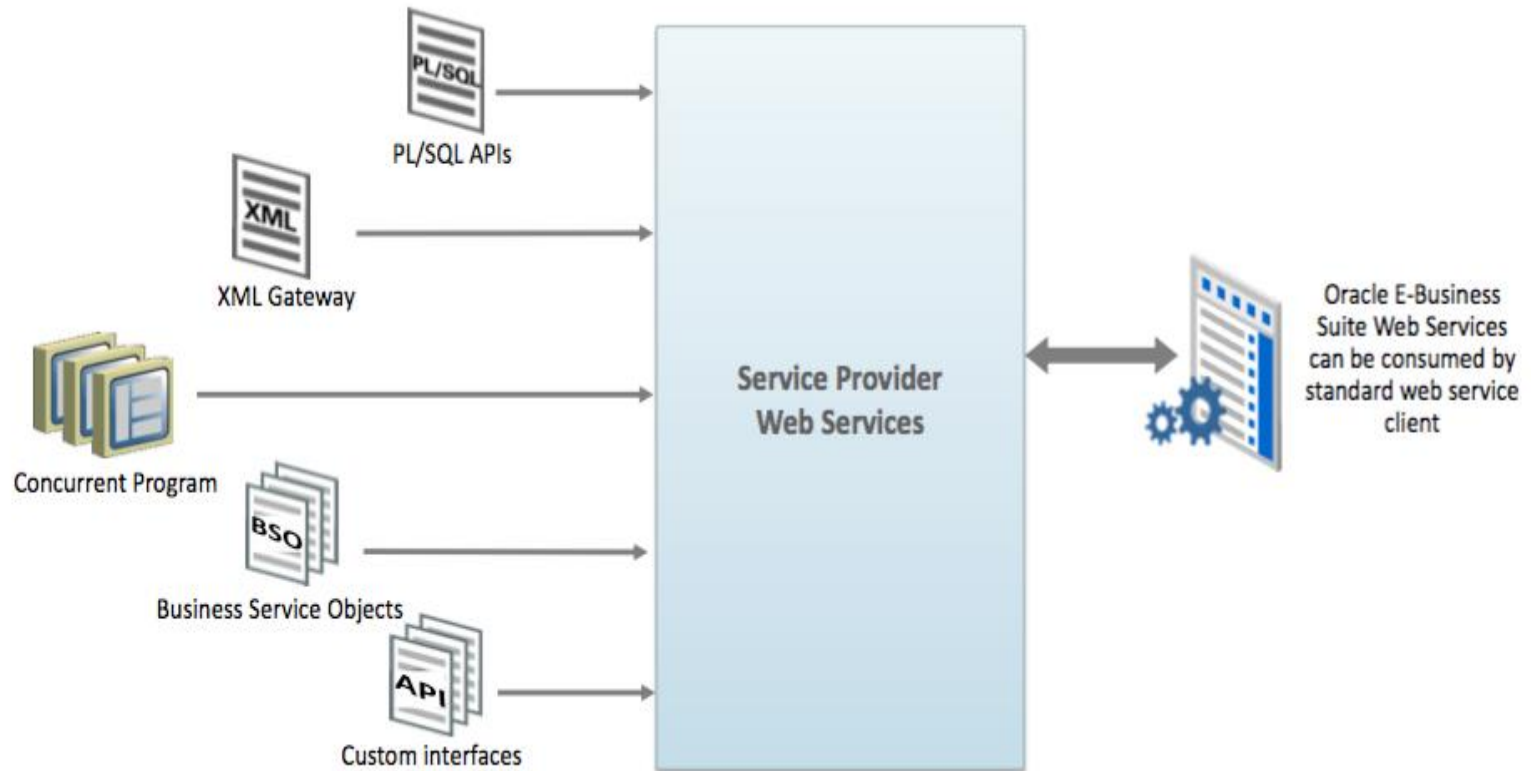 PL/SQL
PL/SQL APIs
XML
XML Gateway
Concurrent Program
BSO
Business Service Objects
API
Custom interfaces
Service Provider
Web Services
Oracle E-Business
Suite Web Services
can be consumed by
standard web service
client